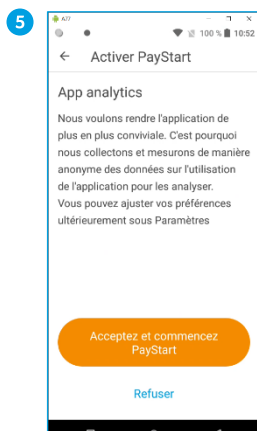 5
A77
100 % 10:52
Activer PayStart
App analytics
Nous voulons rendre l'application de
plus en plus conviviale. C'est pourquoi
nous collectons et mesurons de manière
anonyme des données sur l'utilisation
de l'application pour les analyser.
Vous pouvez ajuster vos préférences
ultérieurement sous Paramètres
Acceptez et commencez
PayStart
Refuser